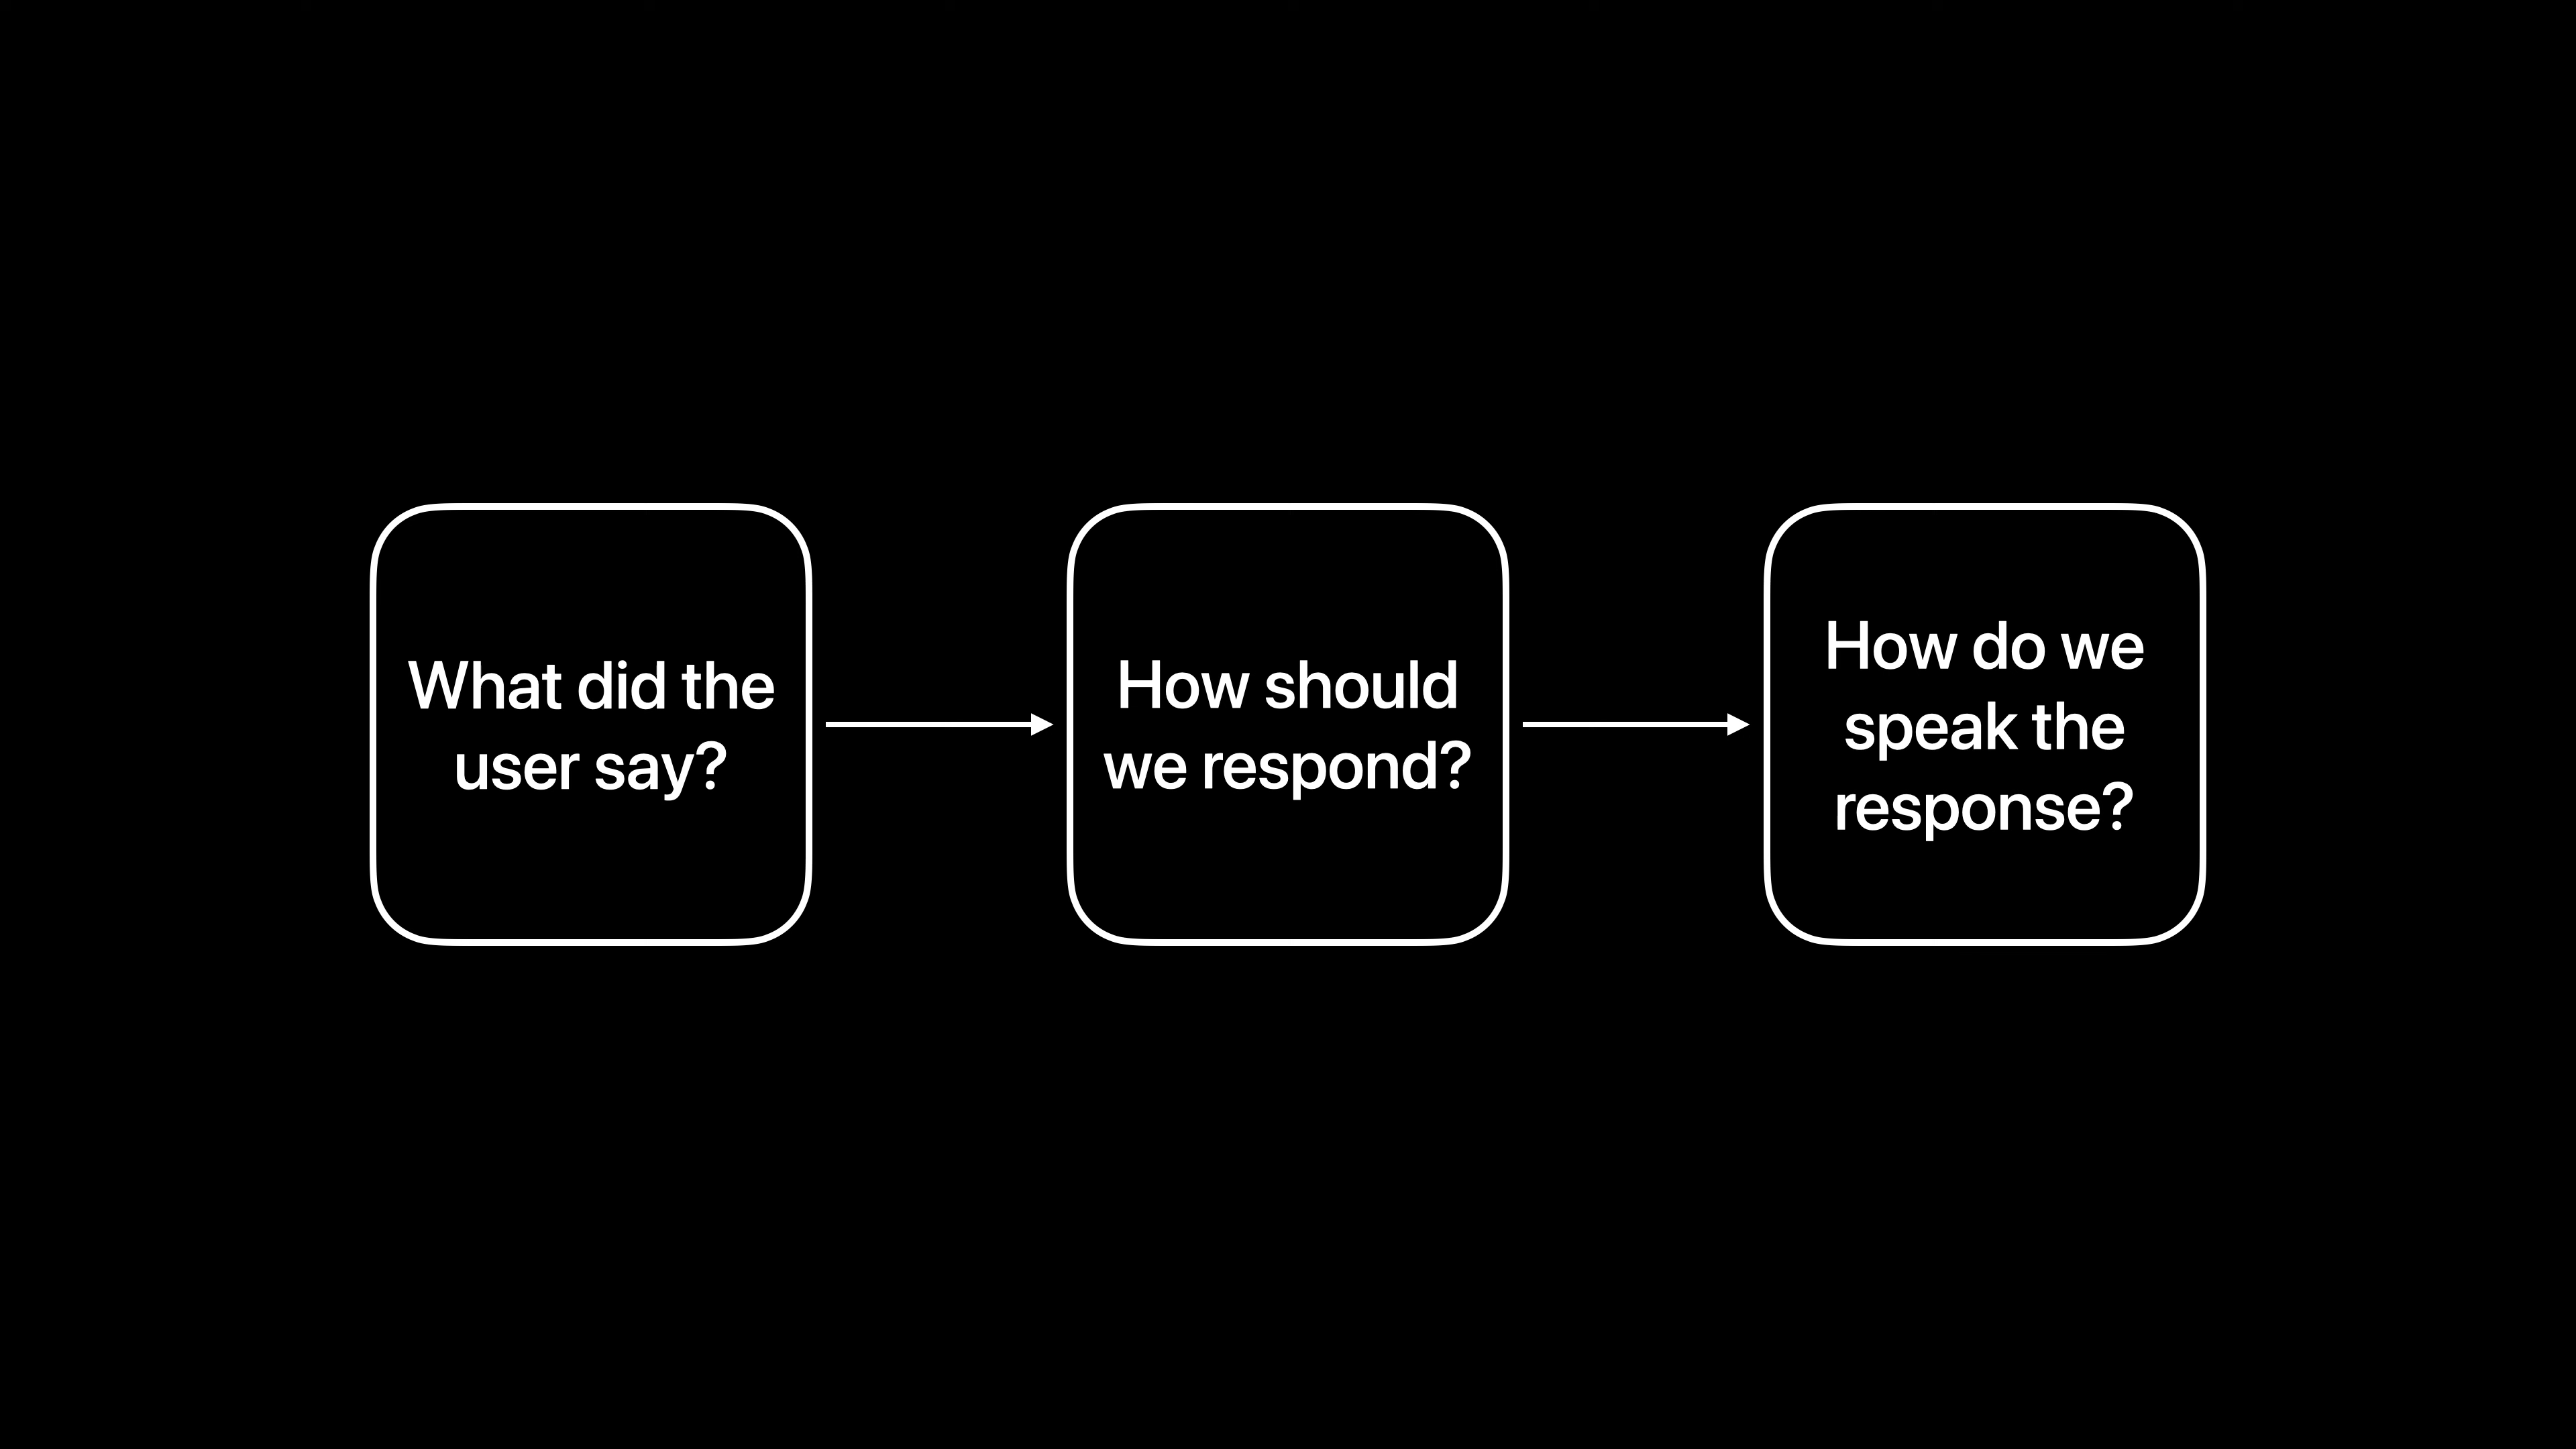 What did the
user say?
How should
we respond?
How do we
speak the
response?